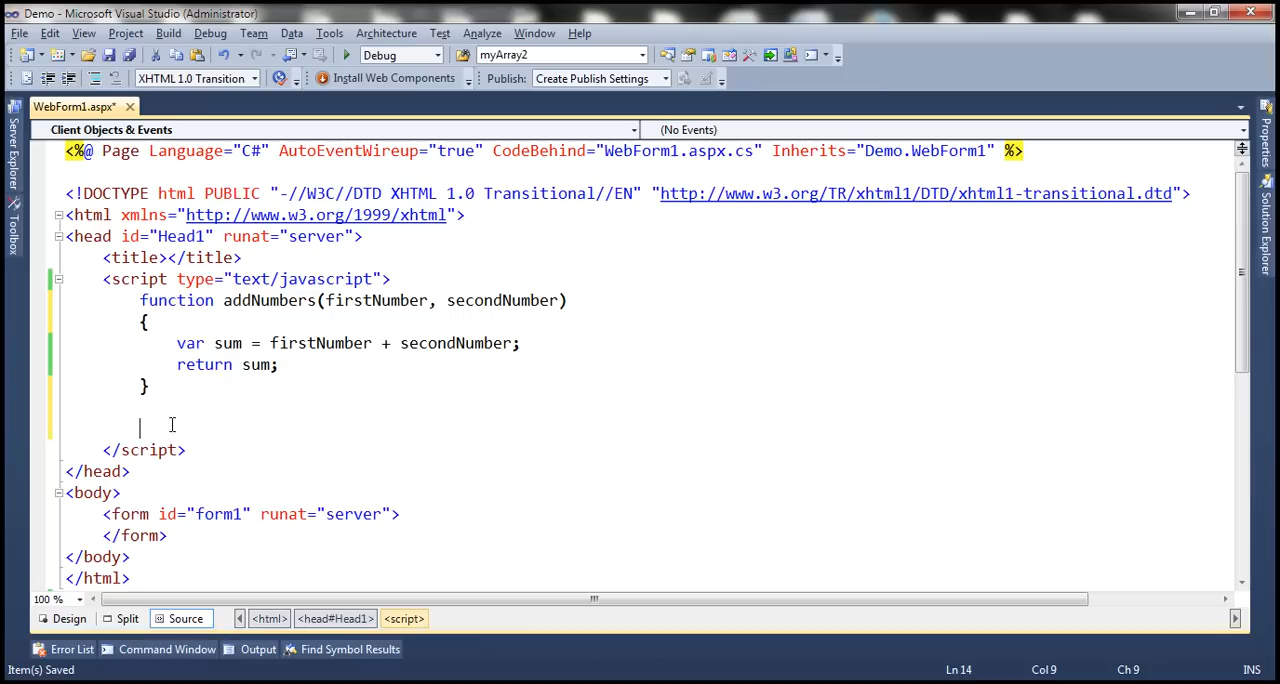 Demo - Microsoft Visual Studio (Administrator)
File Edit View Project Build Debug Team Data Tools Architecture Test Analyze Window Help
Debug myArray2
XHTML 1.0 Transition Install Web Components Publish: Create Publish Settings
WebForm1.aspx*
Client Objects & Events (No Events)
Server Explorer
Toolbox
Properties
Solution Explorer
<%@ Page Language="C#" AutoEventWireup="true" CodeBehind="WebForm1.aspx.cs" Inherits="Demo.WebForm1" %>
<!DOCTYPE html PUBLIC "-//W3C//DTD XHTML 1.0 Transitional//EN" "http://www.w3.org/TR/xhtml1/DTD/xhtml1-transitional.dtd">
<html xmlns="http://www.w3.org/1999/xhtml">
<head id="Head1" runat="server">
<title></title>
<script type="text/javascript">
function addNumbers(firstNumber, secondNumber)
{
var sum = firstNumber + secondNumber;
return sum;
}
</script>
</head>
<body>
<form id="form1" runat="server">
</form>
</body>
</html>
100 %
Design Split Source <html> <head#Head1> <script>
Error List Command Window Output Find Symbol Results
Item(s) Saved Ln 14 Col 9 Ch 9 INS